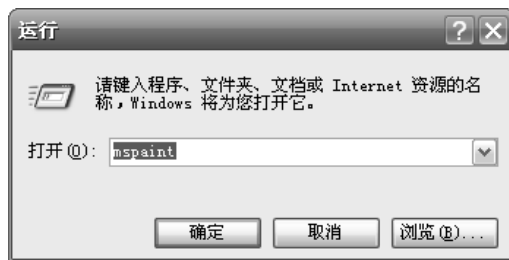 运行
请键入程序、文件夹、文档或 Internet 资源的名
称，Windows 将为您打开它。
打开(O): mspaint
确定 取消 浏览(B)...